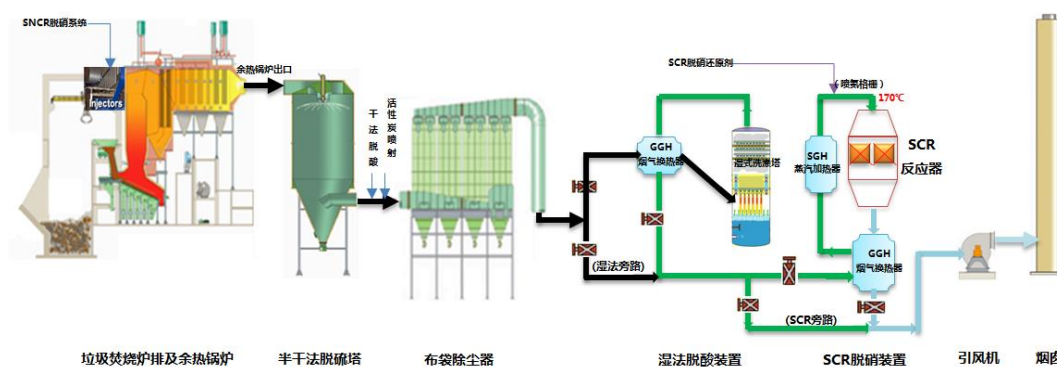 SNCR脱硝系统
余热锅炉出口
Injectors
干法脱酸
活性炭喷射
GGH
烟气换热器
湿式洗涤塔
SCR脱硝还原剂
(喷氨格栅)
170℃
SGH
蒸汽加热器
SCR
反应器
GGH
烟气换热器
(湿法旁路)
(SCR旁路)
垃圾焚烧炉排及余热锅炉
半干法脱硫塔
布袋除尘器
湿法脱酸装置
SCR脱硝装置
引风机
烟囱